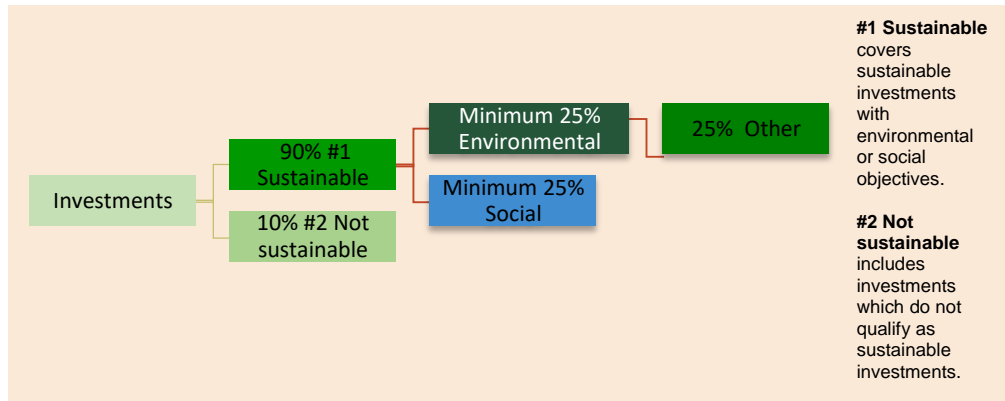 Investments
90% #1
Sustainable
10% #2 Not
sustainable
Minimum 25%
Environmental
Minimum 25%
Social
25%  Other
#1 Sustainable
covers
sustainable
investments
with
environmental
or social
objectives.
#2 Not
sustainable
includes
investments
which do not
qualify as
sustainable
investments.